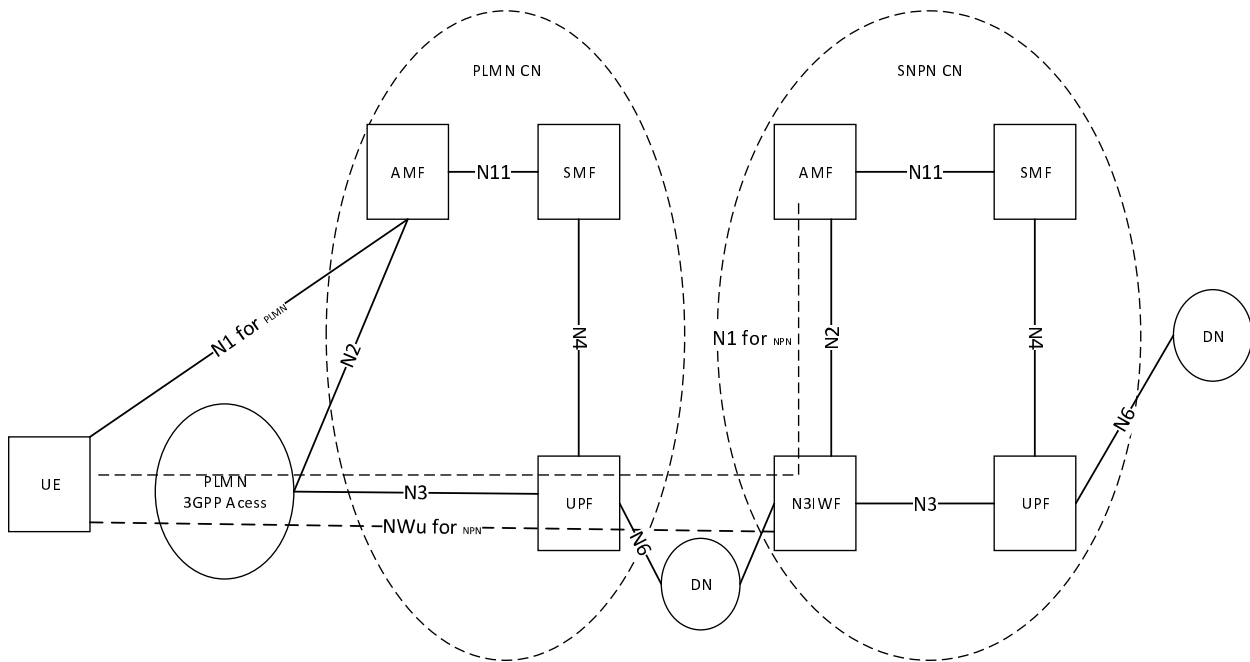 PLMN CN
SNPN CN
AMF
N11
SMF
AMF
N11
SMF
N1 for PLMN
N2
N4
N1 for NPN
N2
N4
DN
N6
UE
PLMN
3GPP Acess
N3
UPF
N3IWF
N3
UPF
NWu for NPN
N6
DN